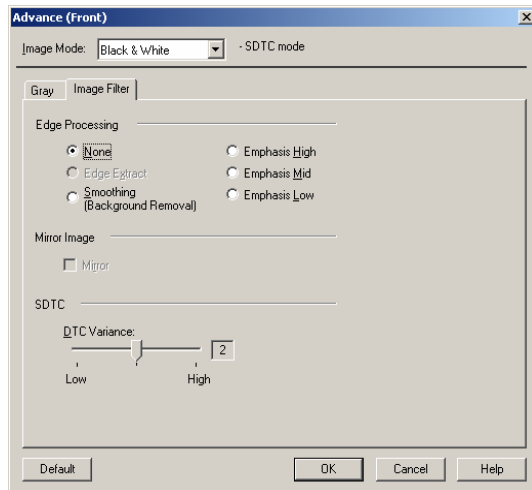 Advance (Front)
Image Mode: Black & White - SDTC mode
Gray Image Filter
Edge Processing
None Emphasis High
Edge Extract Emphasis Mid
Smoothing
(Background Removal) Emphasis Low
Mirror Image
Mirror
SDTC
DTC Variance:
2
Low High
Default OK Cancel Help